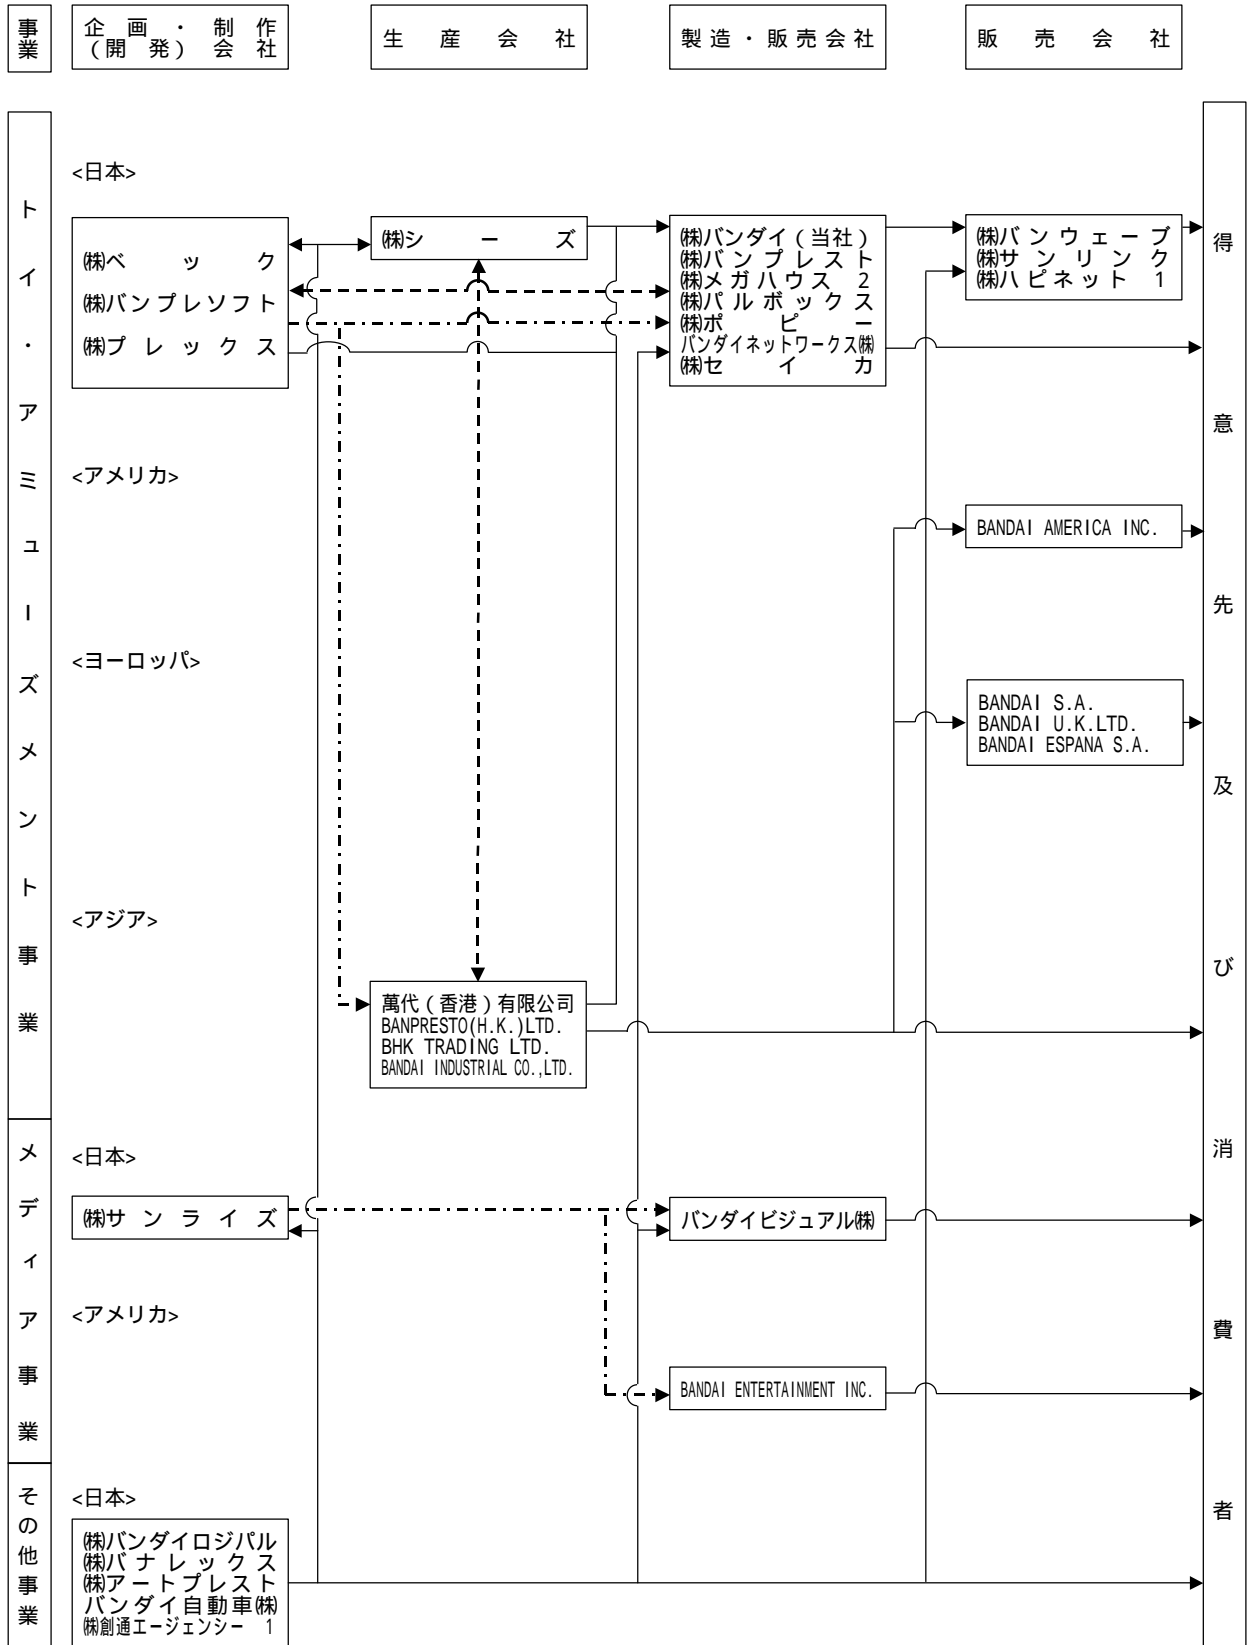 事業
企画・制作
(開発)会社
生産会社
製造・販売会社
販売会社
トイ・アミューズメント事業
<日本>
㈱ベック
㈱バンプレソフト
㈱プレックス
㈱シーズ
㈱バンダイ(当社)
㈱バンプレスト
㈱メガハウス 2
㈱パルボックス
㈱ポピー
バンダイネットワークス㈱
㈱セイカ
㈱バンウェーブ
㈱サンリンク
㈱ハピネット 1
得意先及び消費者
<アメリカ>
BANDAI AMERICA INC.
<ヨーロッパ>
BANDAI S.A.
BANDAI U.K.LTD.
BANDAI ESPANA S.A.
<アジア>
萬代(香港)有限公司
BANPRESTO(H.K.)LTD.
BHK TRADING LTD.
BANDAI INDUSTRIAL CO.,LTD.
メディア事業
<日本>
㈱サンライズ
バンダイビジュアル㈱
<アメリカ>
BANDAI ENTERTAINMENT INC.
その他事業
<日本>
㈱バンダイロジパル
㈱バナレックス
㈱アートプレスト
バンダイ自動車㈱
㈱創通エージェンシー 1